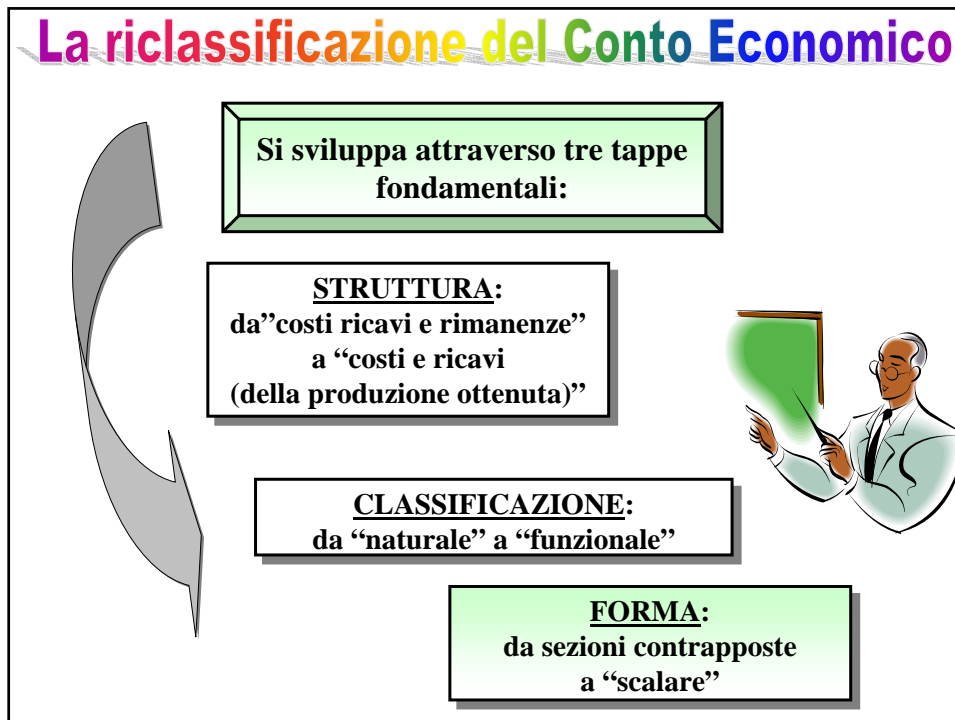 La riclassificazione del Conto Economico
Si sviluppa attraverso tre tappe
fondamentali:
STRUTTURA:
da”costi ricavi e rimanenze”
a “costi e ricavi
(della produzione ottenuta)”
CLASSIFICAZIONE:
da “naturale” a “funzionale”
FORMA:
da sezioni contrapposte
a “scalare”